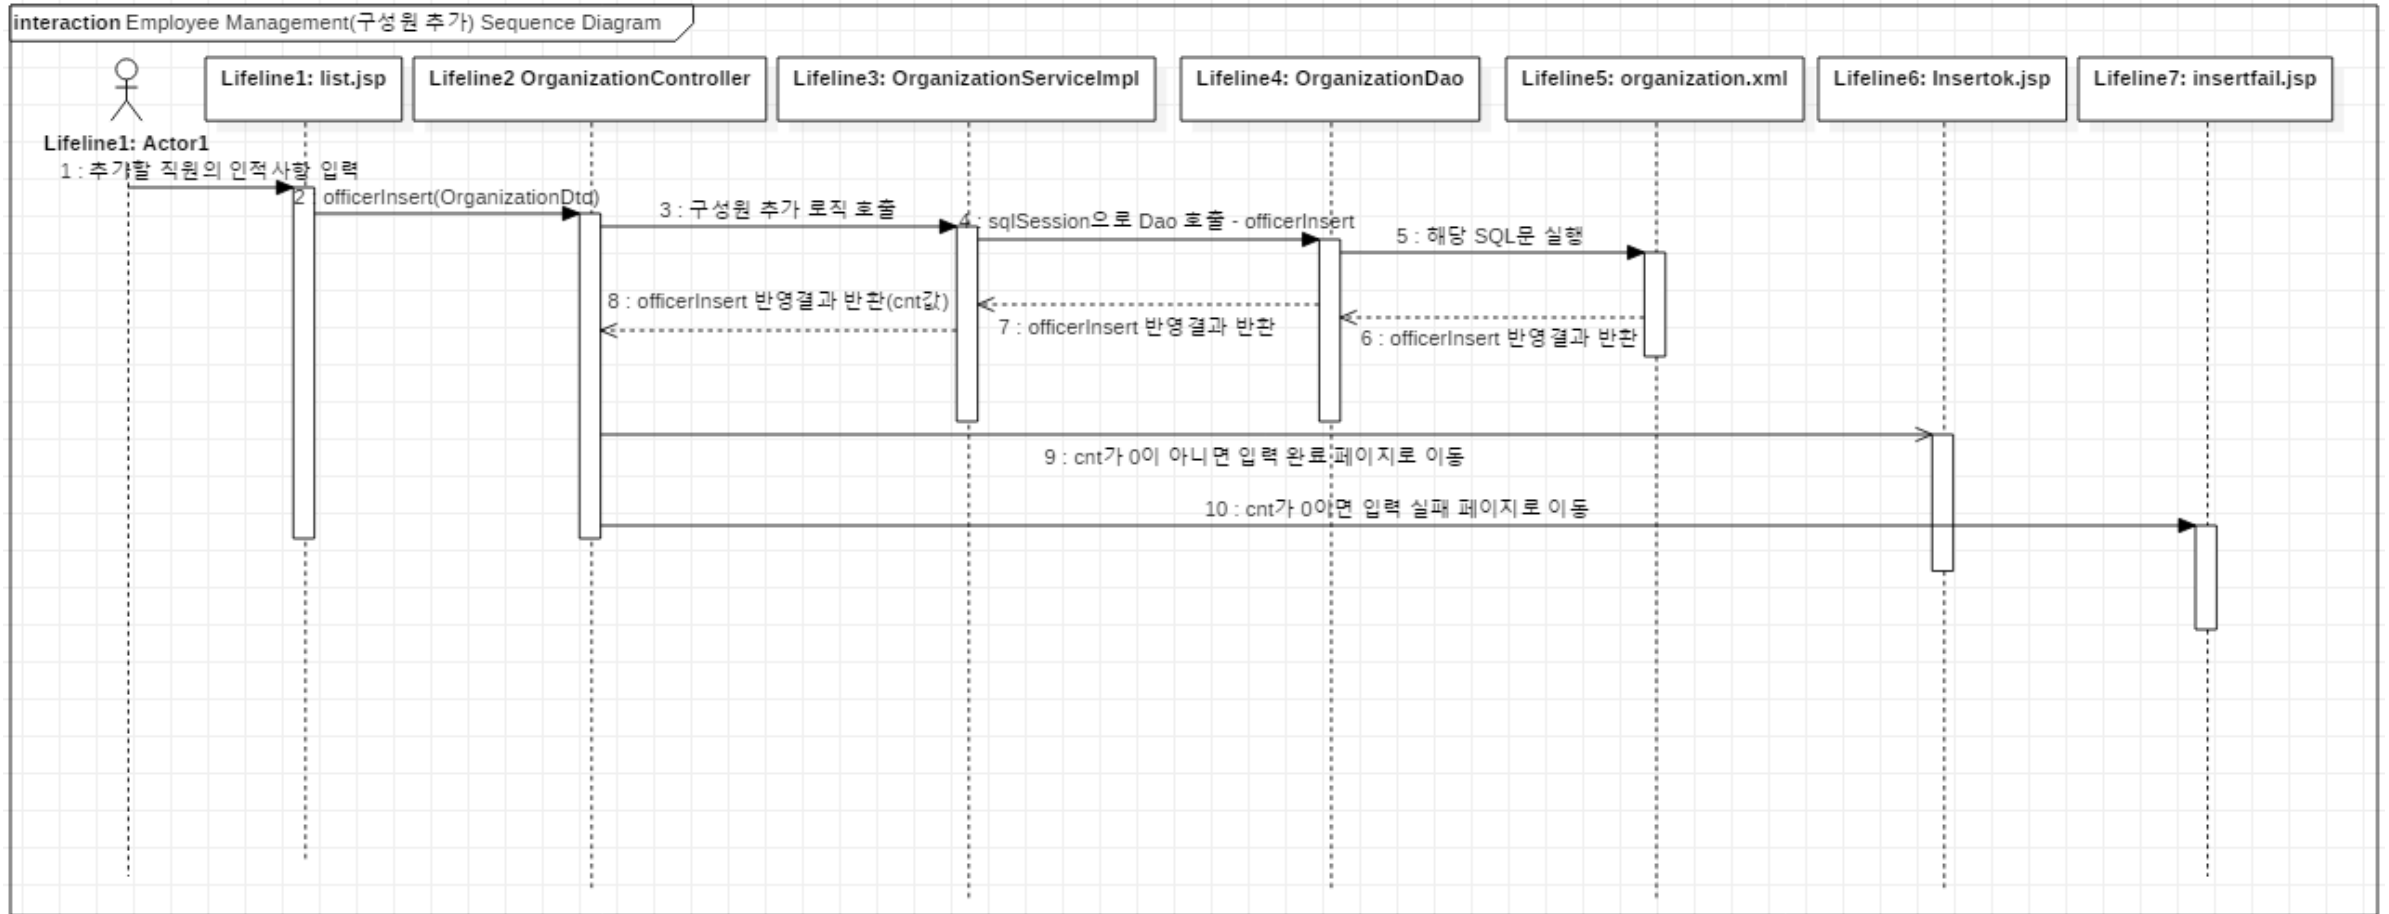 interaction Employee Management(구성원 추가) Sequence Diagram
Lifeline1: list.jsp
Lifeline2 OrganizationController
Lifeline3: OrganizationServiceImpl
Lifeline4: OrganizationDao
Lifeline5: organization.xml
Lifeline6: Insertok.jsp
Lifeline7: insertfail.jsp
Lifeline1: Actor1
1 : 추가할 직원의 인적사항 입력
2 : officerInsert(OrganizationDtd)
3 : 구성원 추가 로직 호출
4 : sqlSession으로 Dao 호출 - officerInsert
5 : 해당 SQL문 실행
8 : officerInsert 반영결과 반환(cnt값)
7 : officerInsert 반영결과 반환
6 : officerInsert 반영결과 반환
9 : cnt가 0이 아니면 입력 완료 페이지로 이동
10 : cnt가 0이면 입력 실패 페이지로 이동